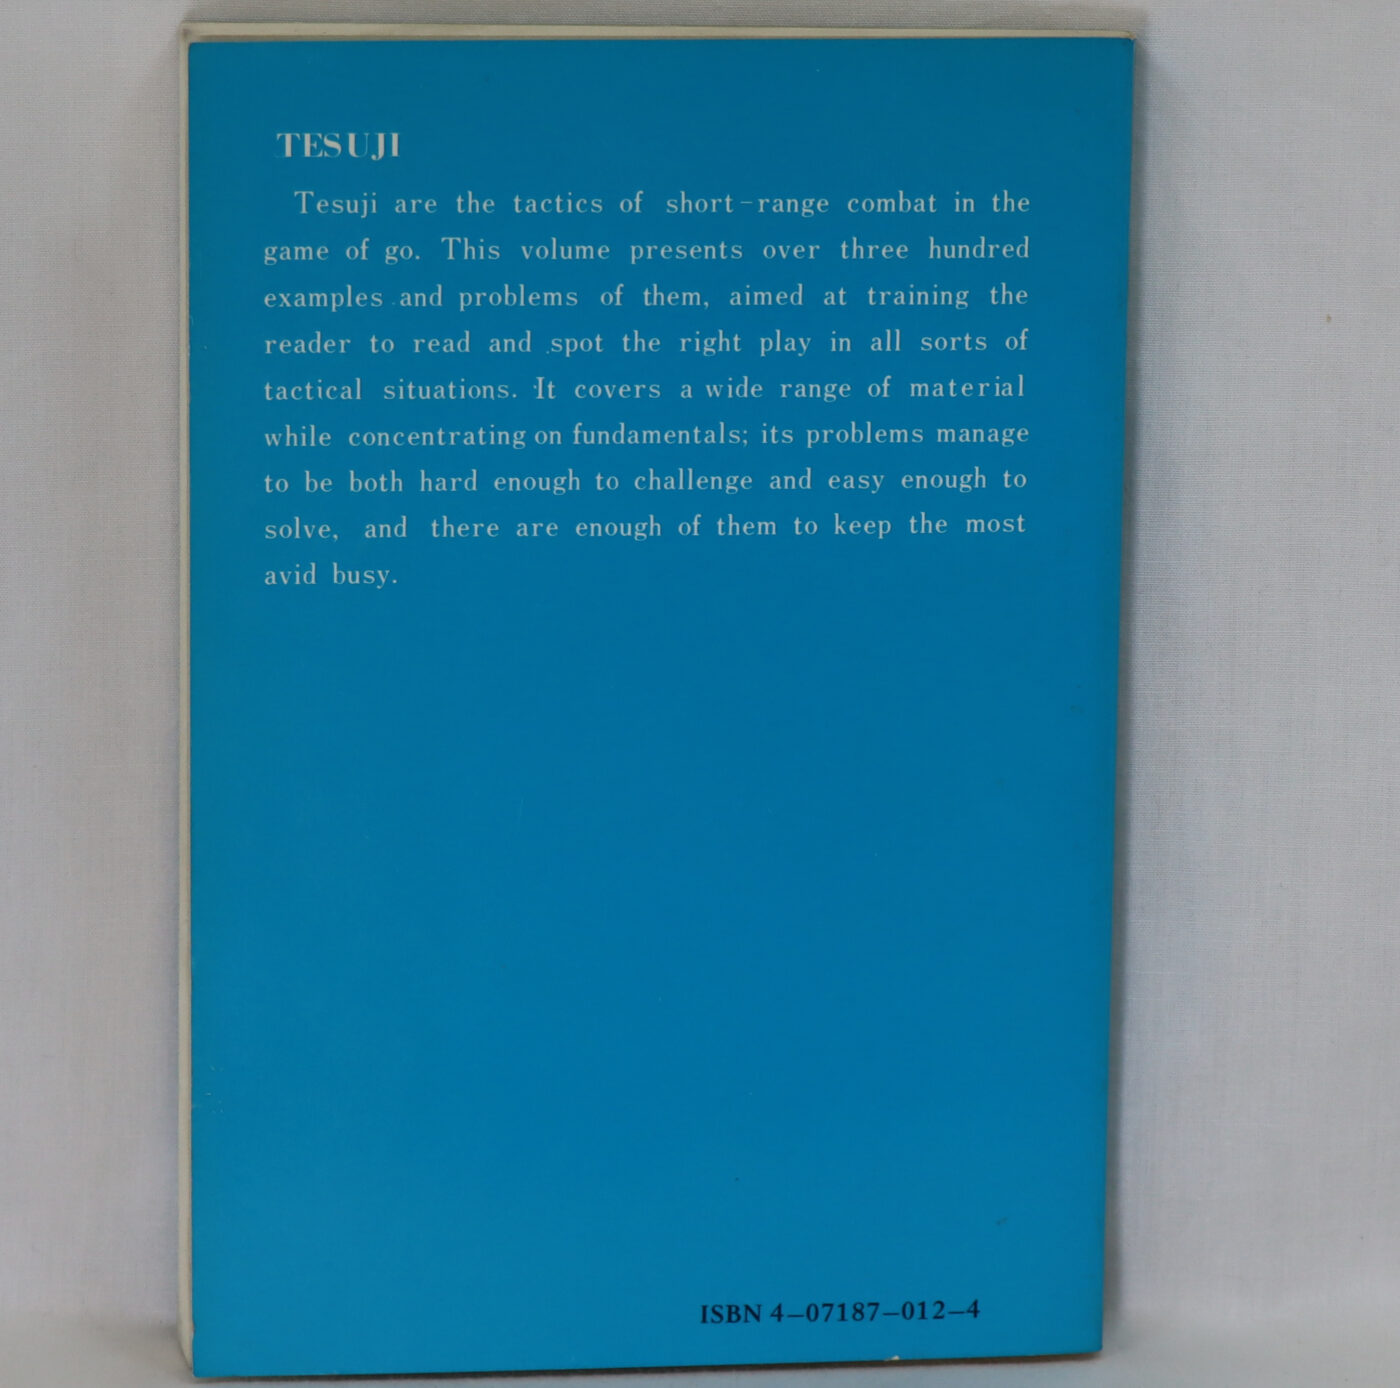 TESUJI
Tesuji are the tactics of short-range combat in the
game of go. This volume presents over three hundred
examples and problems of them, aimed at training the
reader to read and spot the right play in all sorts of
tactical situations. It covers a wide range of material
while concentrating on fundamentals; its problems manage
to be both hard enough to challenge and easy enough to
solve, and there are enough of them to keep the most
avid busy.
ISBN 4-07187-012-4